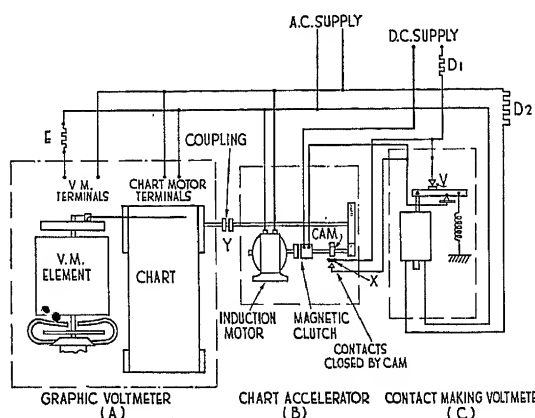 A.C. SUPPLY
D.C. SUPPLY
D1
D2
E
COUPLING
V.M.
TERMINALS
CHART MOTOR
TERMINALS
V
Y
CAM
V.M.
ELEMENT
CHART
X
INDUCTION
MOTOR
MAGNETIC
CLUTCH
CONTACTS
CLOSED BY CAM
GRAPHIC VOLTMETER
(A)
CHART ACCELERATOR
(B)
CONTACT MAKING VOLTMETE
(C)